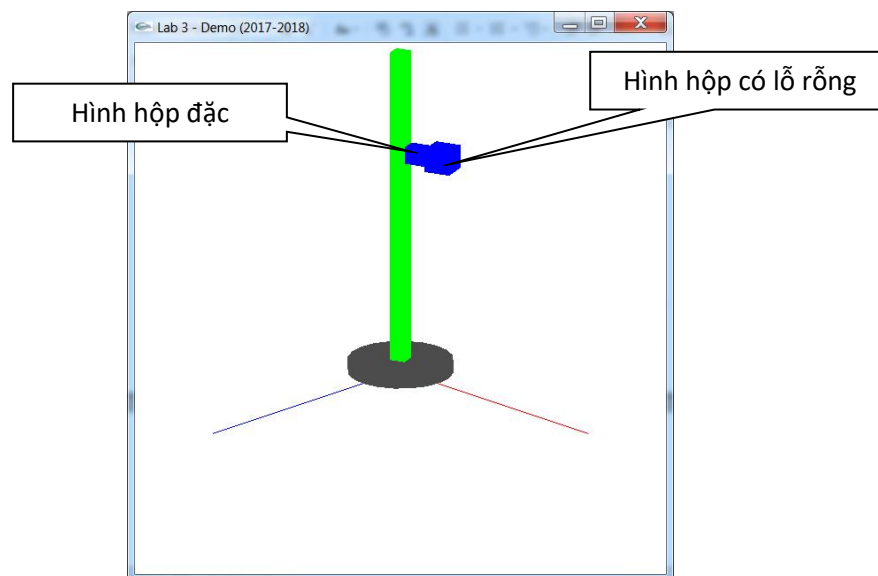 Lab 3 - Demo (2017-2018)
Hình hộp đặc
Hình hộp có lỗ rỗng